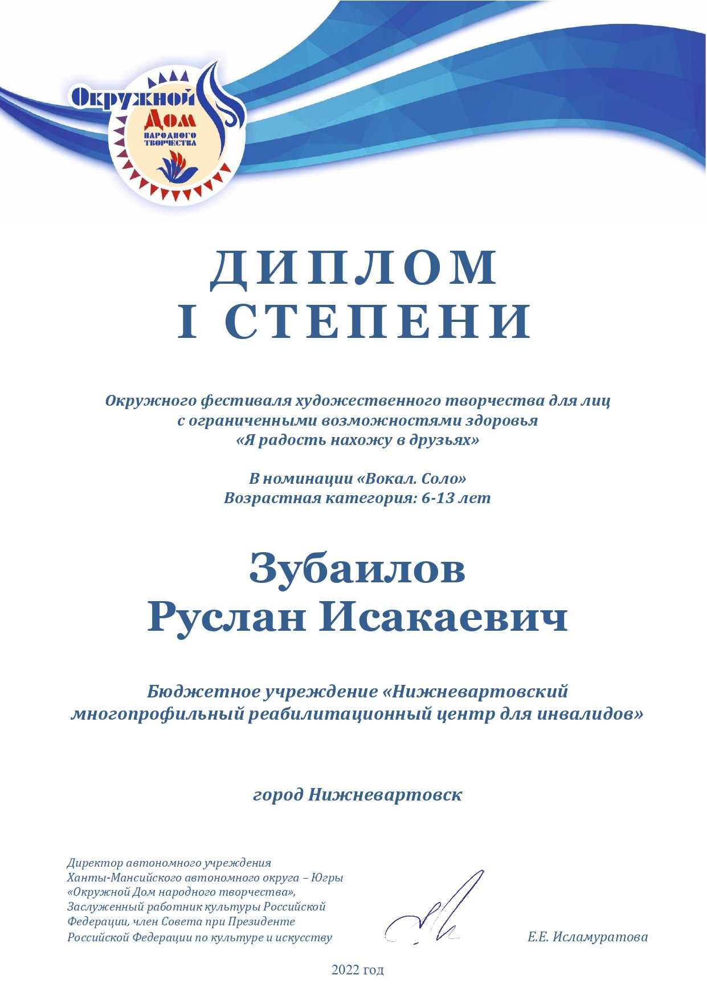 Окружной
Дом
народного
творчества
ДИПЛОМ
I СТЕПЕНИ
Окружного фестиваля художественного творчества для лиц
с ограниченными возможностями здоровья
«Я радость нахожу в друзьях»
В номинации «Вокал. Соло»
Возрастная категория: 6-13 лет
Зубаилов
Руслан Исакаевич
Бюджетное учреждение «Нижневартовский
многопрофильный реабилитационный центр для инвалидов»
город Нижневартовск
Директор автономного учреждения
Ханты-Мансийского автономного округа – Югры
«Окружной Дом народного творчества»,
Заслуженный работник культуры Российской
Федерации, член Совета при Президенте
Российской Федерации по культуре и искусству
Е.Е. Исламуратова
2022 год